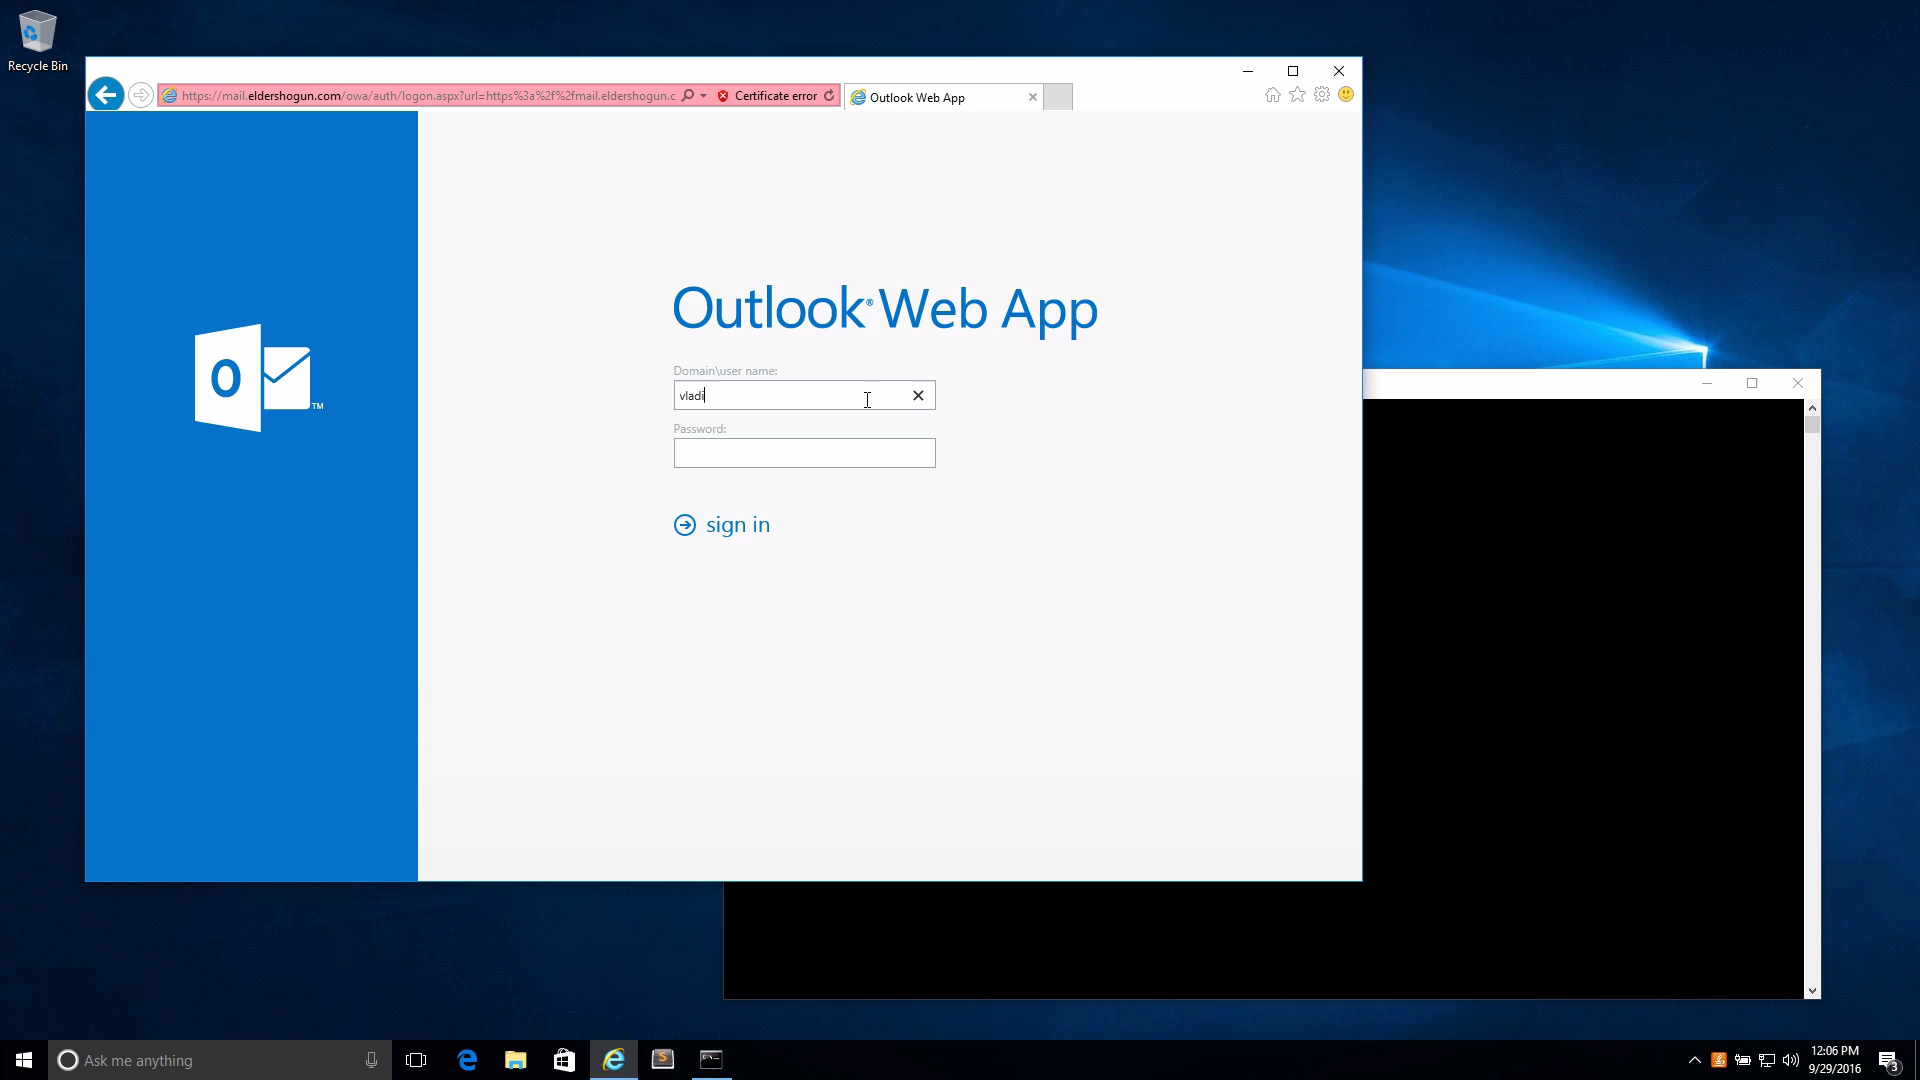 Recycle Bin
https://mail.eldershogun.com/owa/auth/logon.aspx?url=https%3a%2f%2fmail.eldershogun.c
Certificate error
Outlook Web App
O
TM
Outlook® Web App
Domain\user name:
vladi
Password:
sign in
Ask me anything
12:06 PM
9/29/2016
3